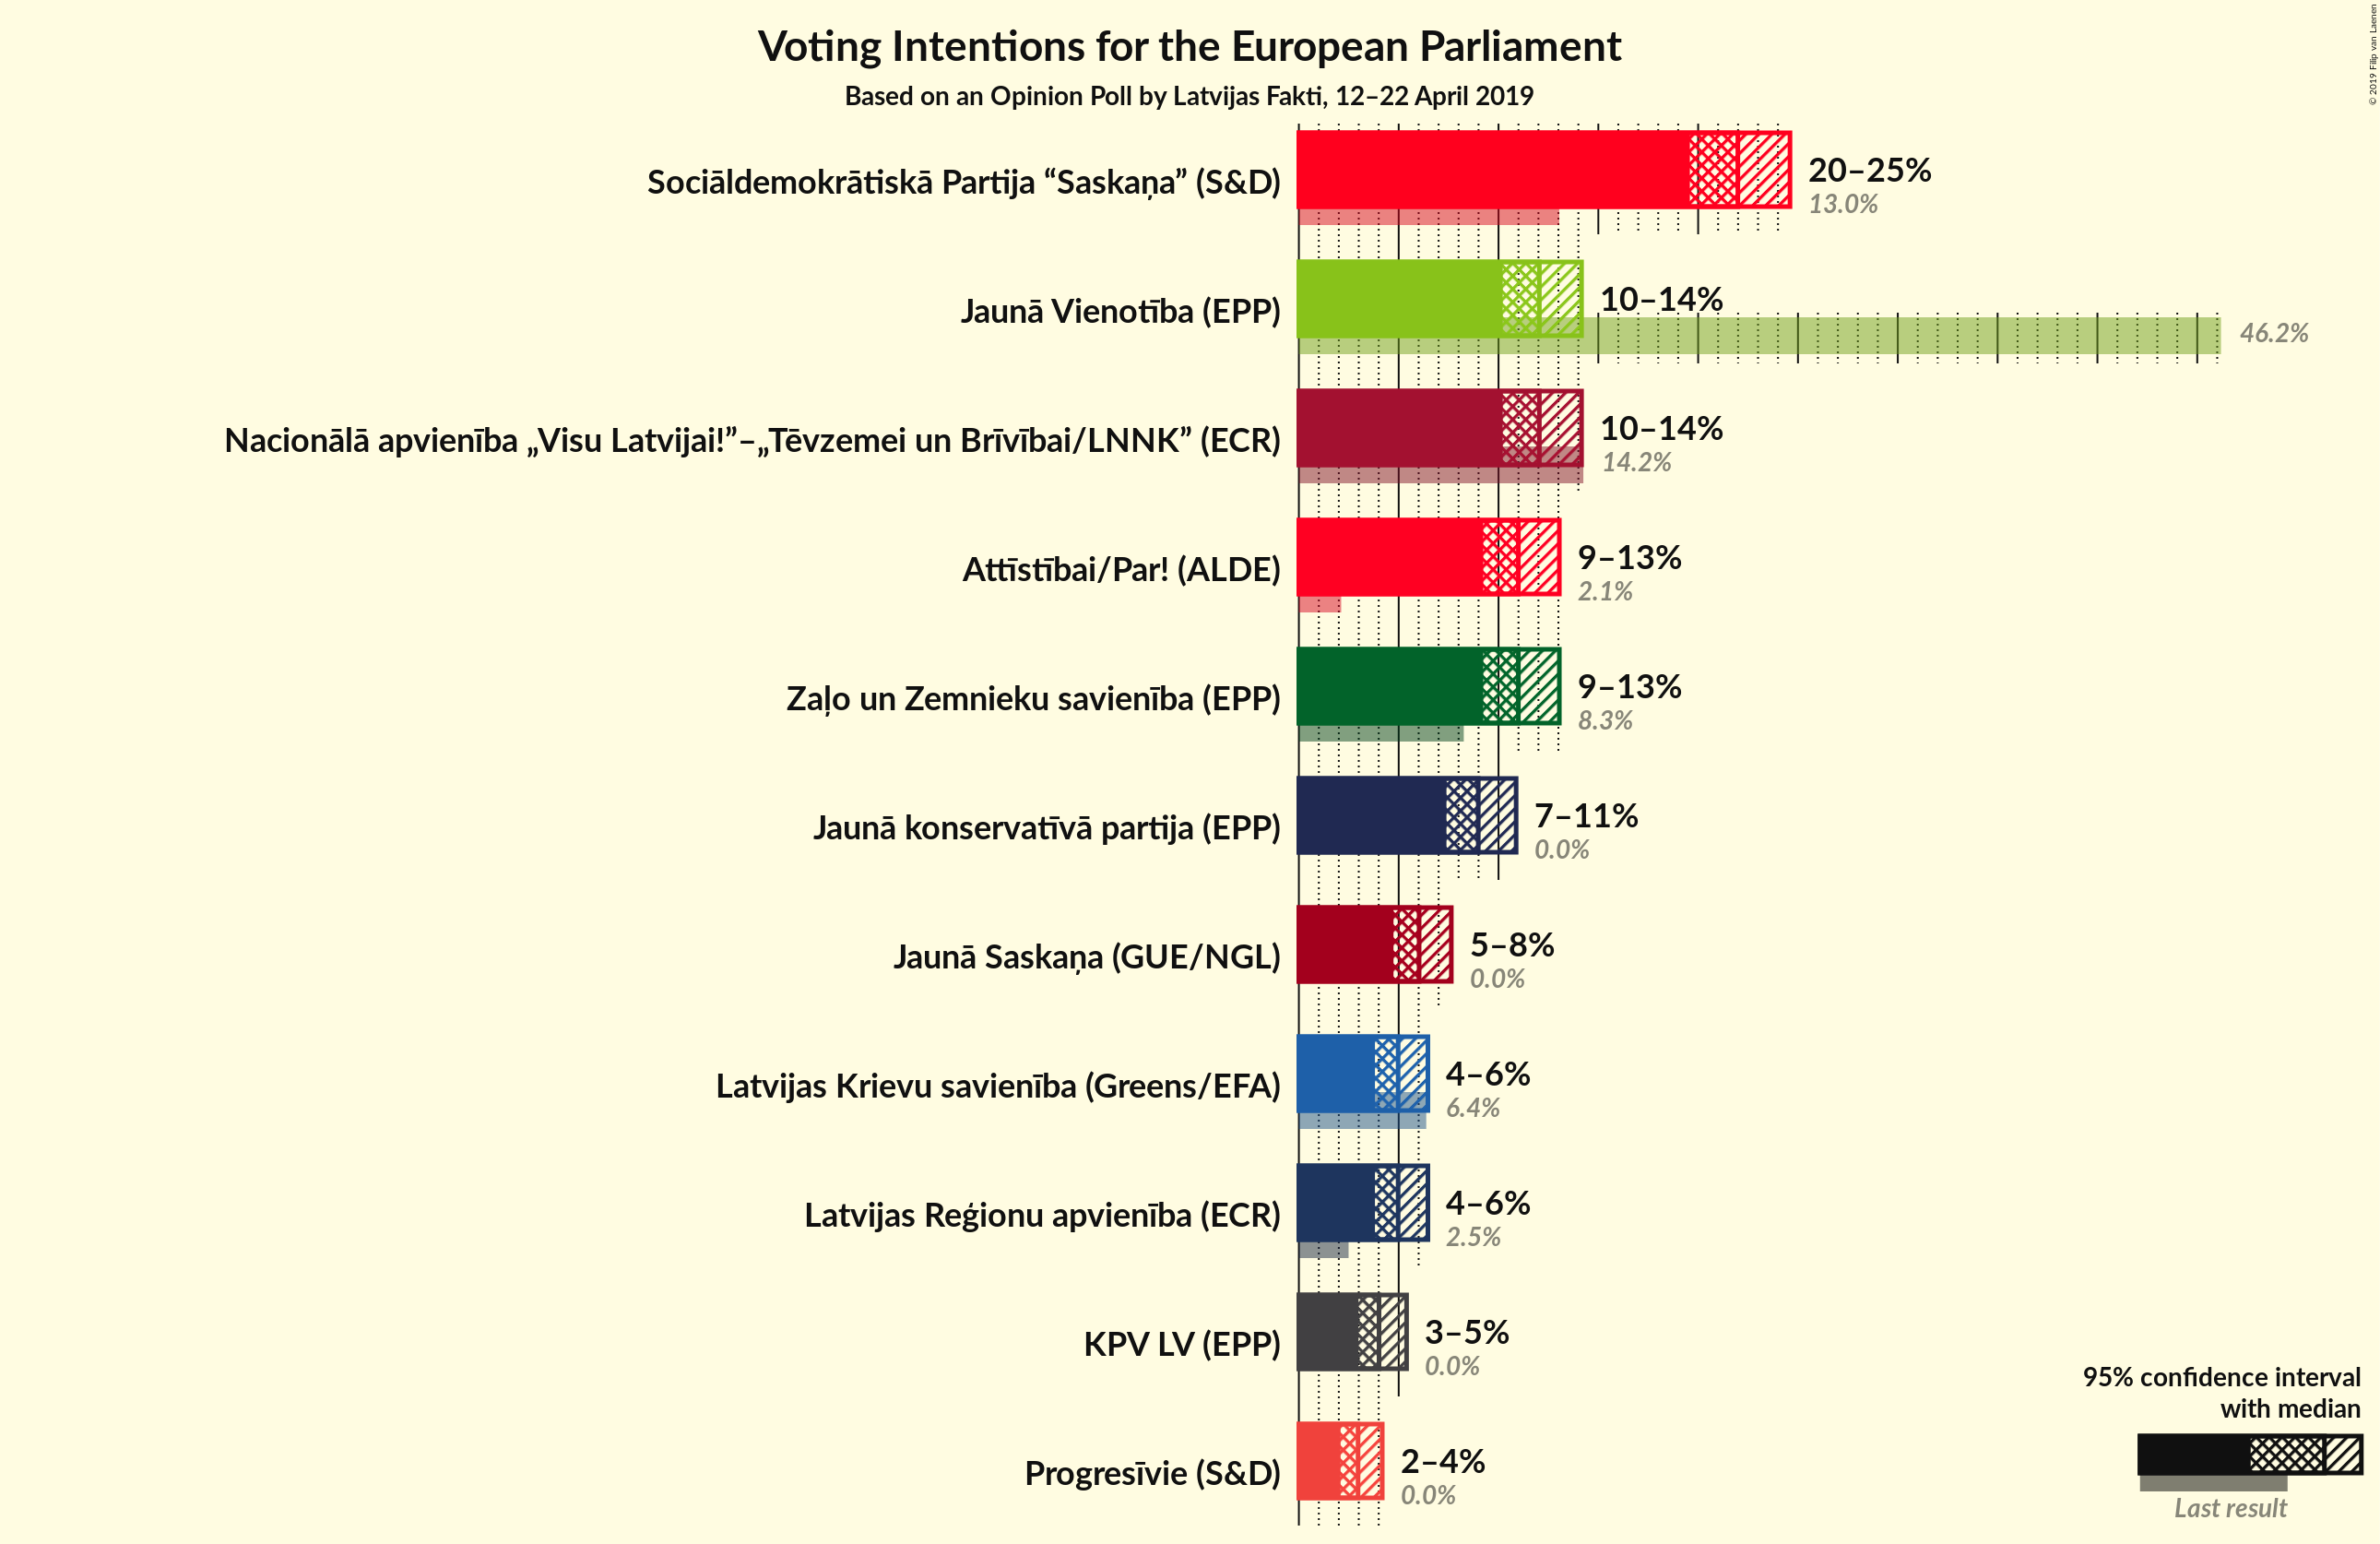 Voting Intentions for the European Parliament
Based on an Opinion Poll by Latvijas Fakti, 12–22 April 2019
© 2019 Filip van Laenen
Sociāldemokrātiskā Partija “Saskaņa” (S&D)
20–25%
13.0%
Jaunā Vienotība (EPP)
10–14%
46.2%
Nacionālā apvienība „Visu Latvijai!”–„Tēvzemei un Brīvībai/LNNK” (ECR)
10–14%
14.2%
Attīstībai/Par! (ALDE)
9–13%
2.1%
Zaļo un Zemnieku savienība (EPP)
9–13%
8.3%
Jaunā konservatīvā partija (EPP)
7–11%
0.0%
Jaunā Saskaņa (GUE/NGL)
5–8%
0.0%
Latvijas Krievu savienība (Greens/EFA)
4–6%
6.4%
Latvijas Reģionu apvienība (ECR)
4–6%
2.5%
KPV LV (EPP)
3–5%
0.0%
Progresīvie (S&D)
2–4%
0.0%
95% confidence interval
with median
Last result